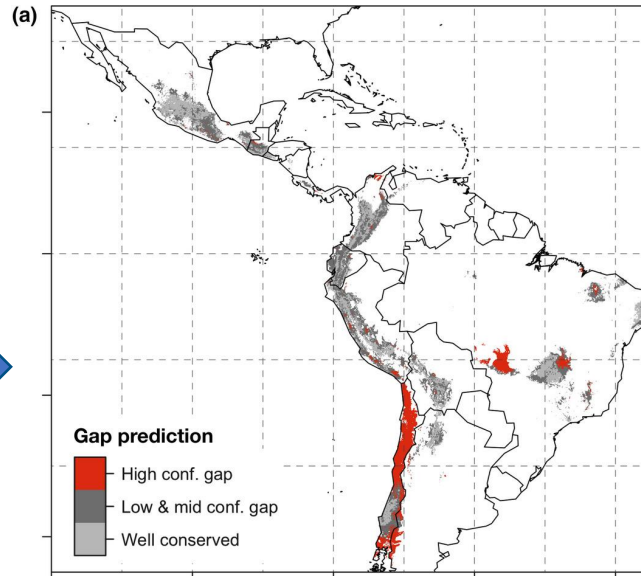 (a)
Gap prediction
High conf. gap
Low & mid conf. gap
Well conserved